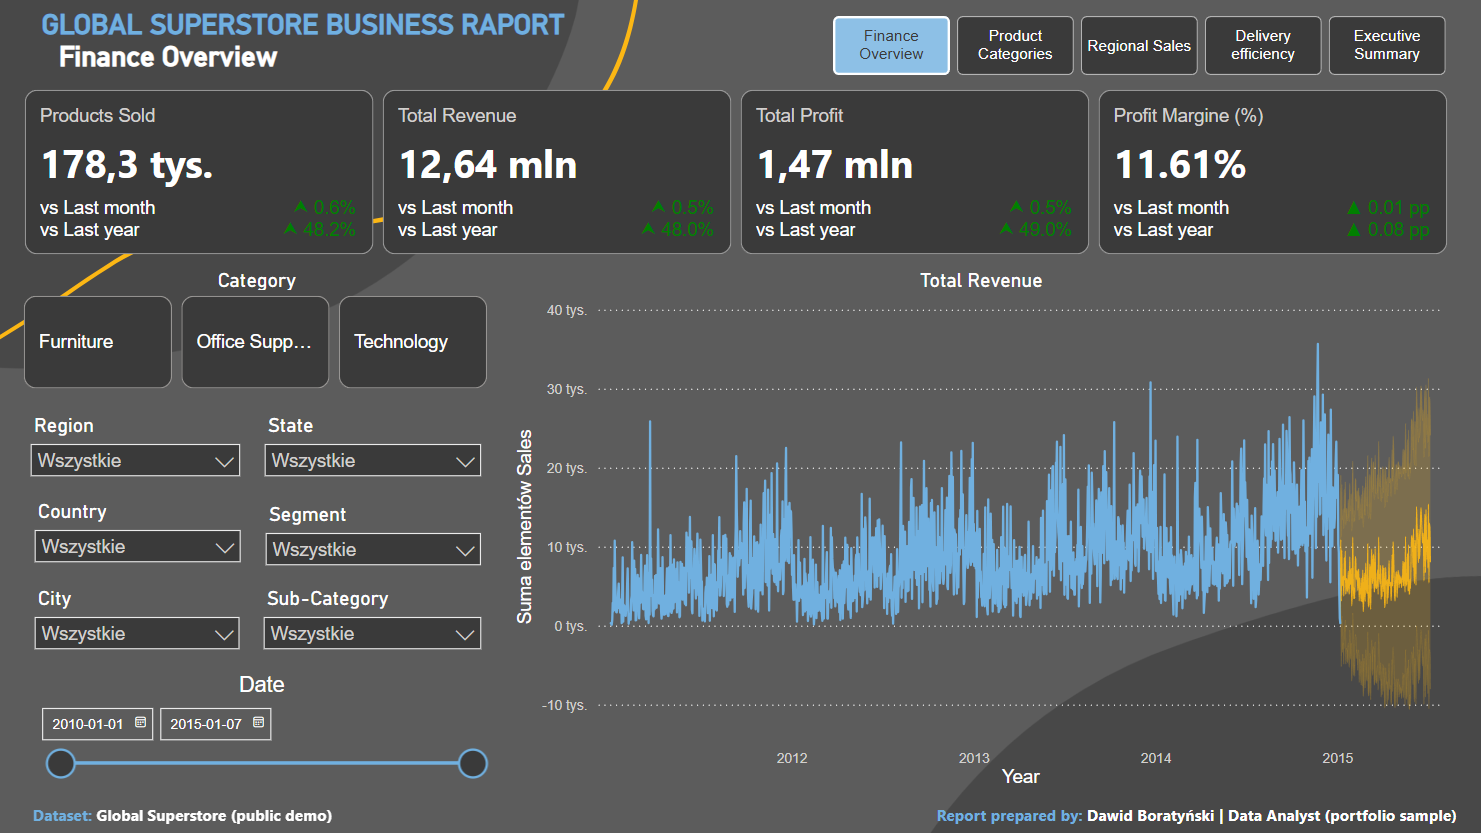 GLOBAL SUPERSTORE BUSINESS RAPORT
Finance Overview
Finance
Overview
Product
Categories
Regional Sales
Delivery
efficiency
Executive
Summary
Products Sold
178,3 tys.
vs Last month 0.6%
vs Last year 48.2%
Total Revenue
12,64 mln
vs Last month 0.5%
vs Last year 48.0%
Total Profit
1,47 mln
vs Last month 0.5%
vs Last year 49.0%
Profit Margine (%)
11.61%
vs Last month ▲ 0.01 pp
vs Last year ▲ 0.08 pp
Category
Furniture
Office Supp...
Technology
Region
Wszystkie
State
Wszystkie
Country
Wszystkie
Segment
Wszystkie
City
Wszystkie
Sub-Category
Wszystkie
Date
2010-01-01
2015-01-07
Total Revenue
Suma elementów Sales
40 tys.
30 tys.
20 tys.
10 tys.
0 tys.
-10 tys.
2012
2013
2014
2015
Year
Dataset: Global Superstore (public demo)
Report prepared by: Dawid Boratyński | Data Analyst (portfolio sample)